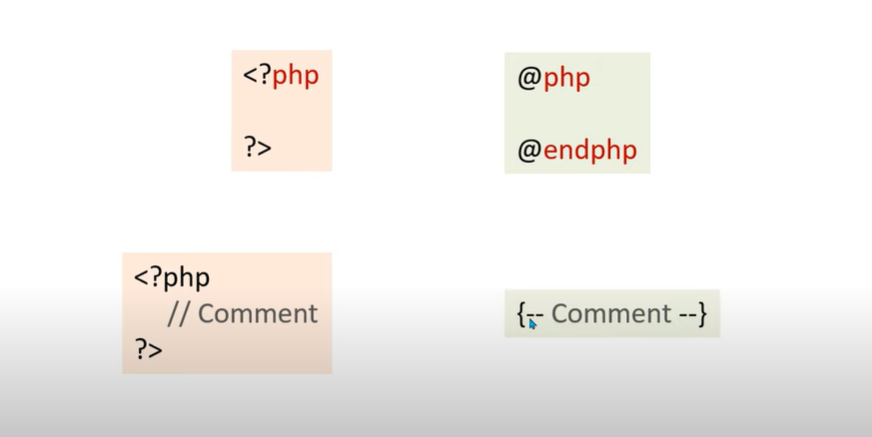 <?php
?>
@php
@endphp
<?php
// Comment
?>
{-- Comment --}